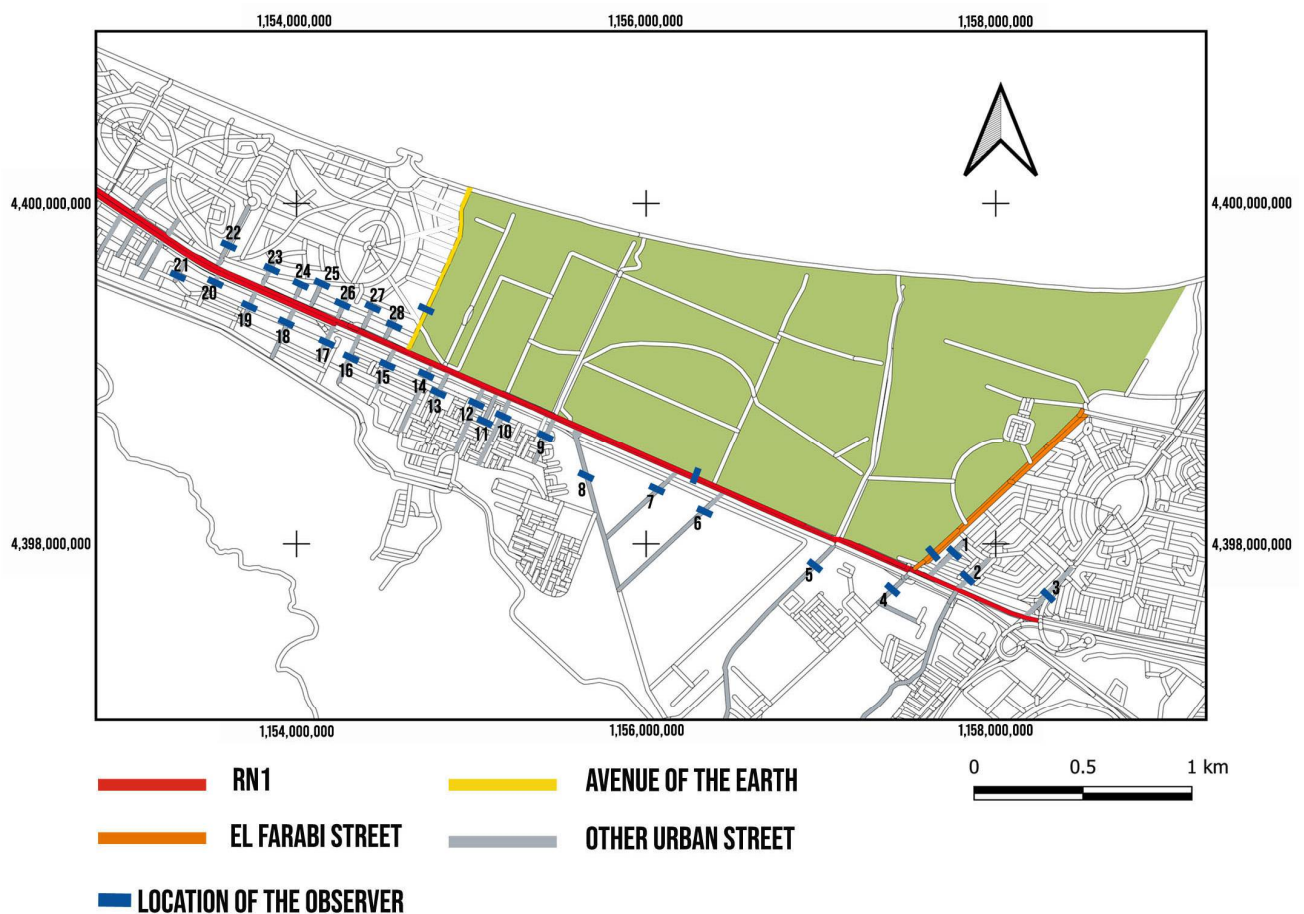 1,154,000,000 1,156,000,000 1,158,000,000
4,400,000,000 4,400,000,000
22
23
21 24 25
20 26 27
19 28
18
17
16
15
14
13
12
11 10
9
8
7
6
4,398,000,000 1 4,398,000,000
5 2
4 3
1,154,000,000 1,156,000,000 1,158,000,000
RN1 AVENUE OF THE EARTH 0 0.5 1 km
EL FARABI STREET OTHER URBAN STREET
LOCATION OF THE OBSERVER